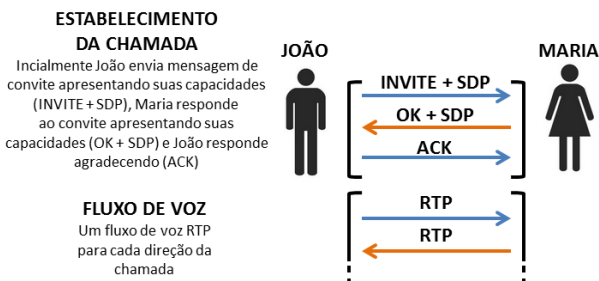 ESTABELECIMENTO
DA CHAMADA
Incialmente João envia mensagem de
convite apresentando suas capacidades
(INVITE + SDP), Maria responde
ao convite apresentando suas
capacidades (OK + SDP) e João responde
agradecendo (ACK)
JOÃO
MARIA
INVITE + SDP
OK + SDP
ACK
FLUXO DE VOZ
Um fluxo de voz RTP
para cada direção da
chamada
RTP
RTP